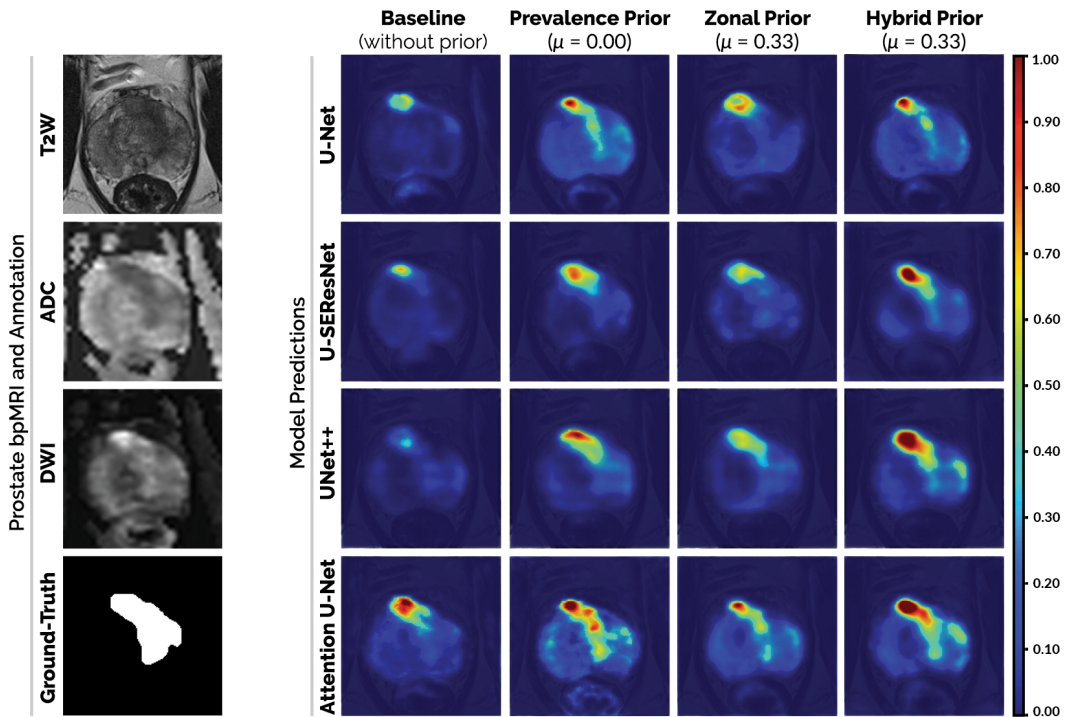 Baseline
(without prior)
Prevalence Prior
(μ = 0.00)
Zonal Prior
(μ = 0.33)
Hybrid Prior
(μ = 0.33)
Prostate bpMRI and Annotation
T2W
ADC
DWI
Ground-Truth
Model Predictions
U-Net
U-SEResNet
UNet++
Attention U-Net
1.00
0.90
0.80
0.70
0.60
0.50
0.40
0.30
0.20
0.10
0.00